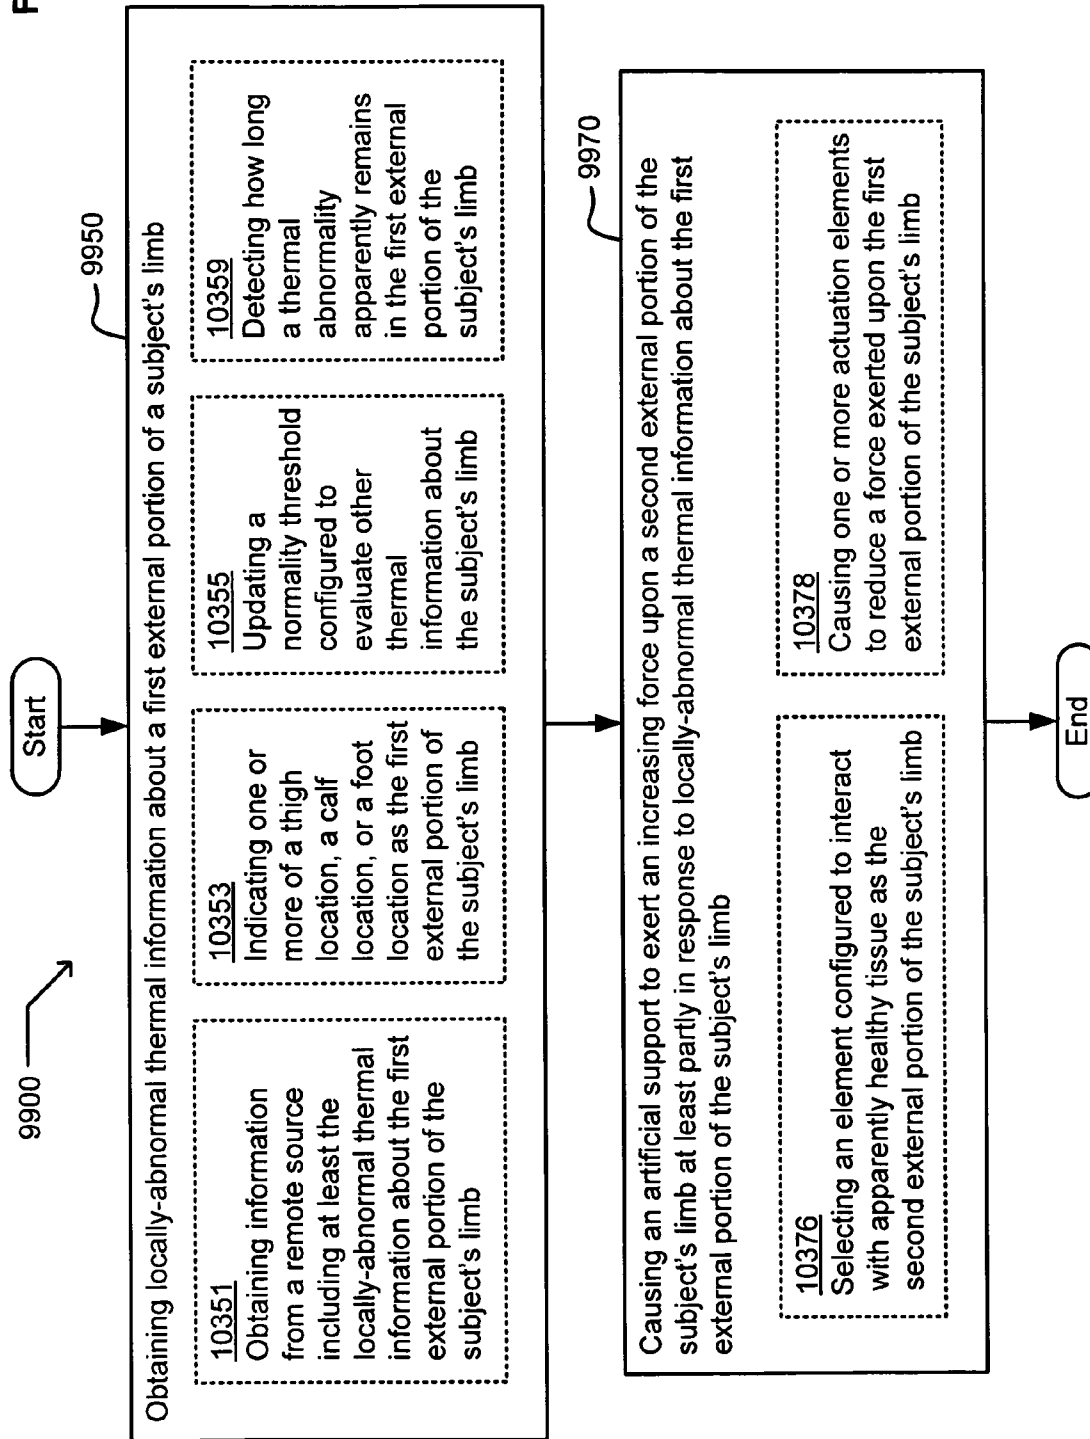 F
9900
Start
9950
Obtaining locally-abnormal thermal information about a first external portion of a subject's limb
10351
Obtaining information
from a remote source
including at least the
locally-abnormal thermal
information about the first
external portion of the
subject's limb
10353
Indicating one or
more of a thigh
location, a calf
location, or a foot
location as the first
external portion of
the subject's limb
10355
Updating a
normality threshold
configured to
evaluate other
thermal
information about
the subject's limb
10359
Detecting how long
a thermal
abnormality
apparently remains
in the first external
portion of the
subject's limb
9970
Causing an artificial support to exert an increasing force upon a second external portion of the
subject's limb at least partly in response to locally-abnormal thermal information about the first
external portion of the subject's limb
10376
Selecting an element configured to interact
with apparently healthy tissue as the
second external portion of the subject's limb
10378
Causing one or more actuation elements
to reduce a force exerted upon the first
external portion of the subject's limb
End